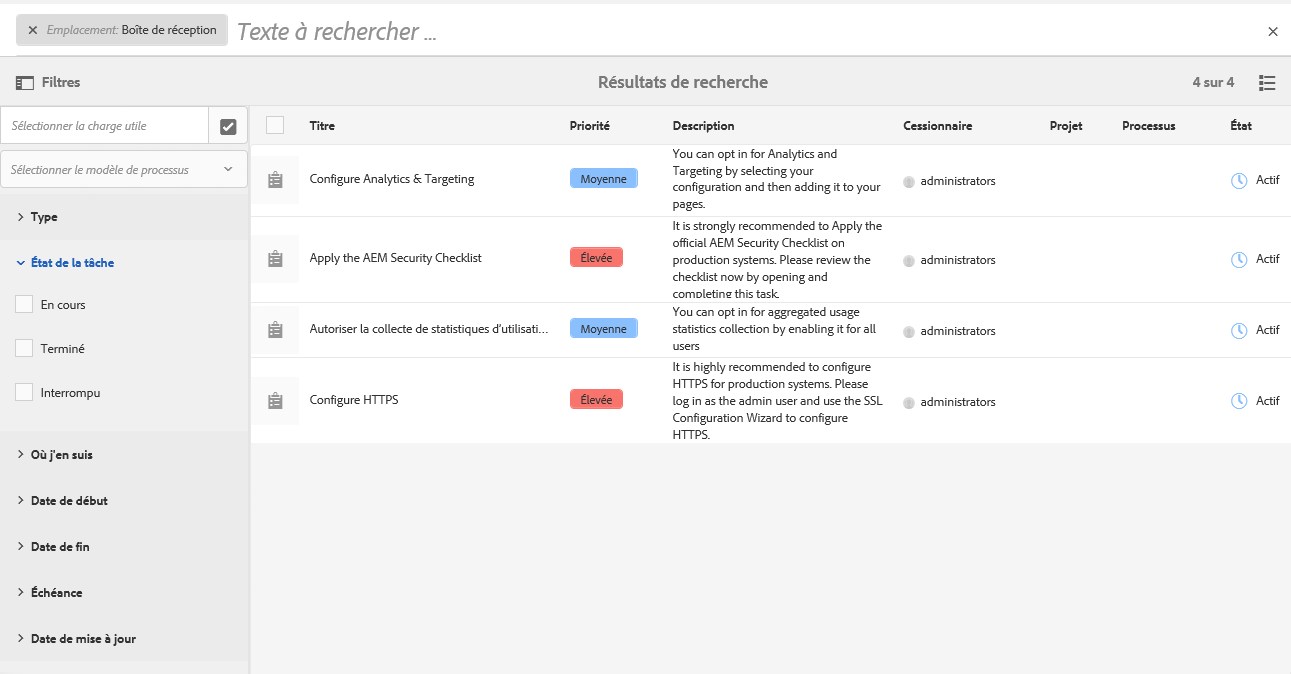 Emplacement: Boîte de réception Texte à rechercher ...
Filtres
Résultats de recherche
4 sur 4
Sélectionner la charge utile
Sélectionner le modèle de processus
Type
État de la tâche
En cours
Terminé
Interrompu
Où j'en suis
Date de début
Date de fin
Échéance
Date de mise à jour
Titre Priorité Description Cessionnaire Projet Processus État
Configure Analytics & Targeting
Moyenne
You can opt in for Analytics and
Targeting by selecting your
configuration and then adding it to your
pages.
administrators
Actif
Apply the AEM Security Checklist
Élevée
It is strongly recommended to Apply the
official AEM Security Checklist on
production systems. Please review the
checklist now by opening and
completing this task.
administrators
Actif
Autoriser la collecte de statistiques d'utilisati...
Moyenne
You can opt in for aggregated usage
statistics collection by enabling it for all
users
administrators
Actif
Configure HTTPS
Élevée
It is highly recommended to configure
HTTPS for production systems. Please
log in as the admin user and use the SSL
Configuration Wizard to configure
HTTPS.
administrators
Actif